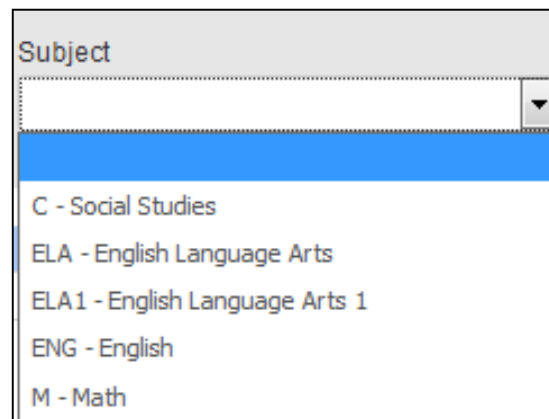 Subject
C - Social Studies
ELA - English Language Arts
ELA1 - English Language Arts 1
ENG - English
M - Math